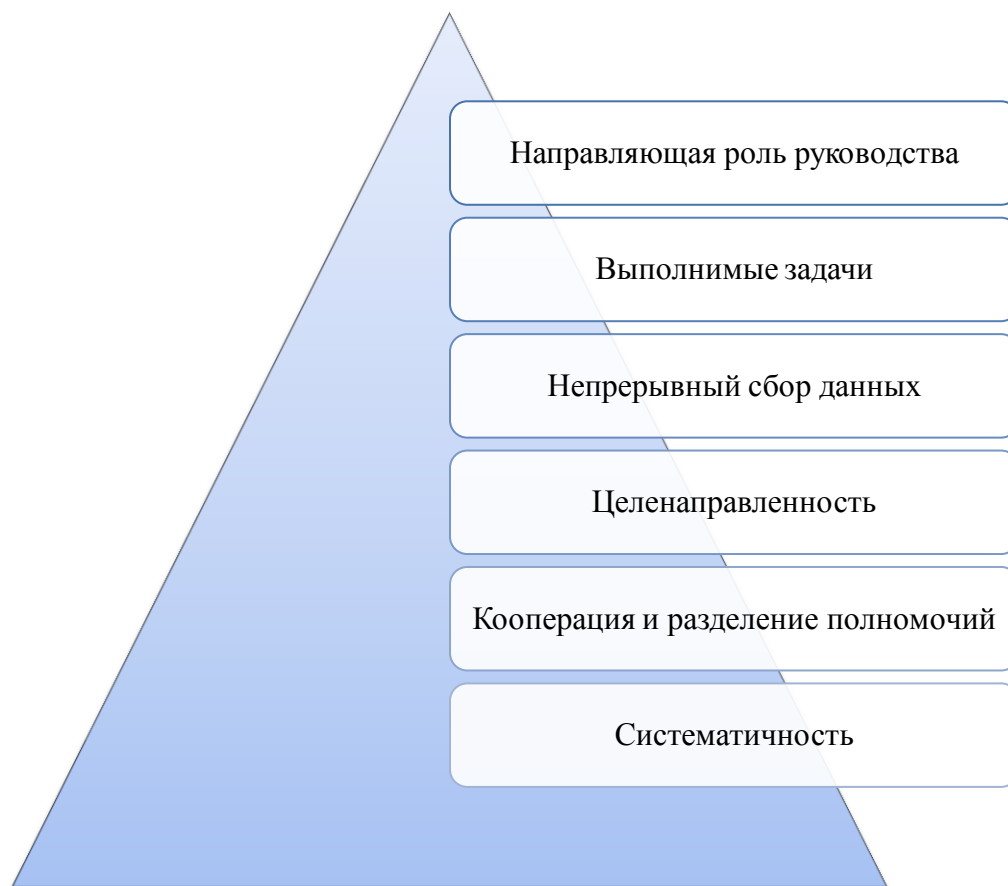 Направляющая роль руководства
Выполнимые задачи
Непрерывный сбор данных
Целенаправленность
Кооперация и разделение полномочий
Систематичность